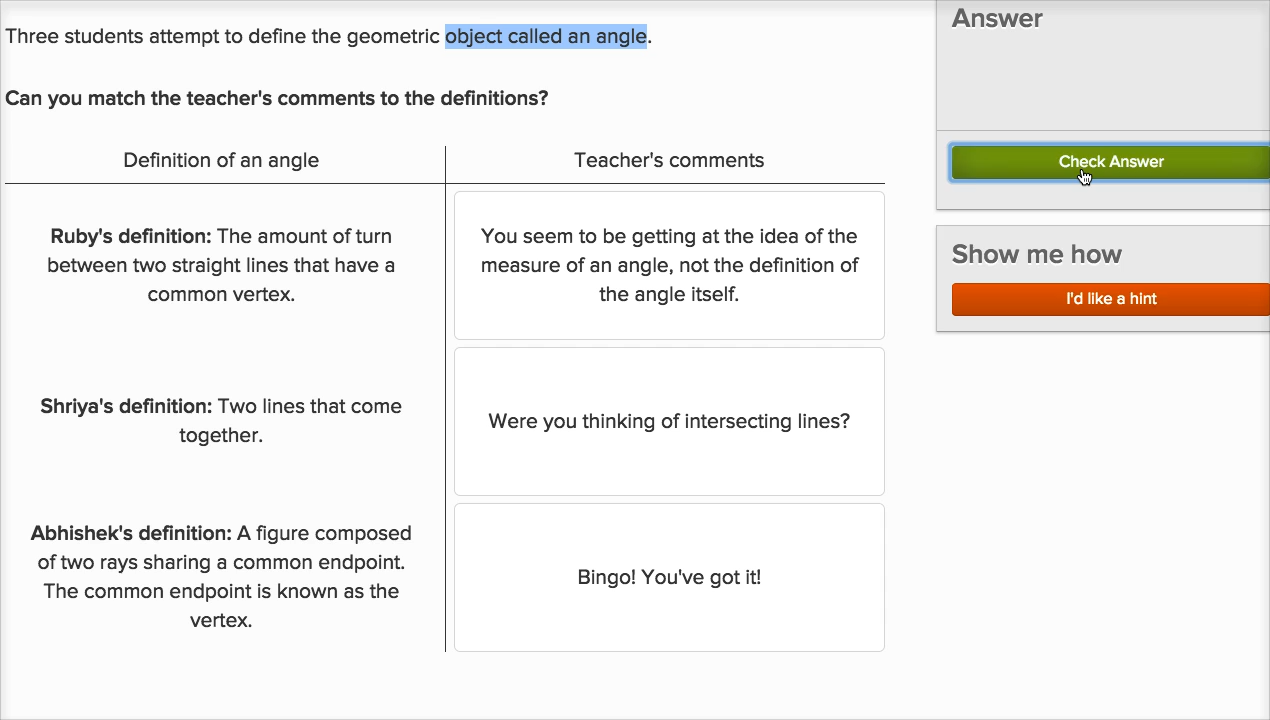 Three students attempt to define the geometric object called an angle.
Can you match the teacher's comments to the definitions?
Definition of an angle
Teacher's comments
Ruby's definition: The amount of turn
between two straight lines that have a
common vertex.
You seem to be getting at the idea of the
measure of an angle, not the definition of
the angle itself.
Shriya's definition: Two lines that come
together.
Were you thinking of intersecting lines?
Abhishek's definition: A figure composed
of two rays sharing a common endpoint.
The common endpoint is known as the
vertex.
Bingo! You've got it!
Answer
Check Answer
Show me how
I'd like a hint